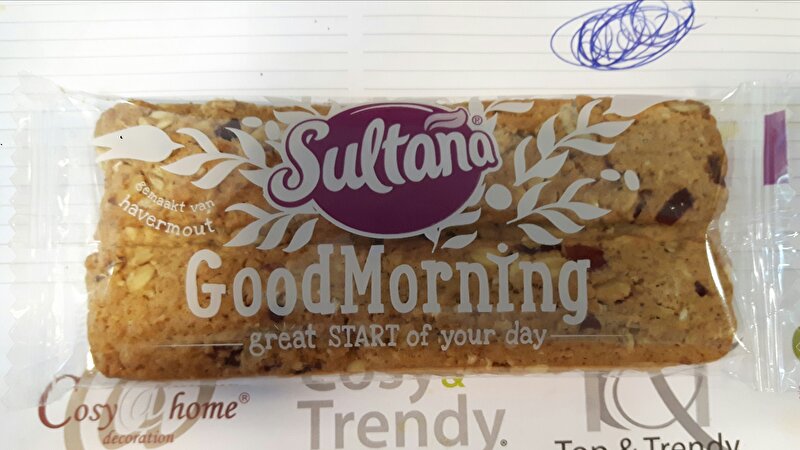 Sultana®
gemaakt van
havermout
GoodMorning
great START of your day
Cosy@home®
decoration
Cosy&
Trendy®
Top & Trendy